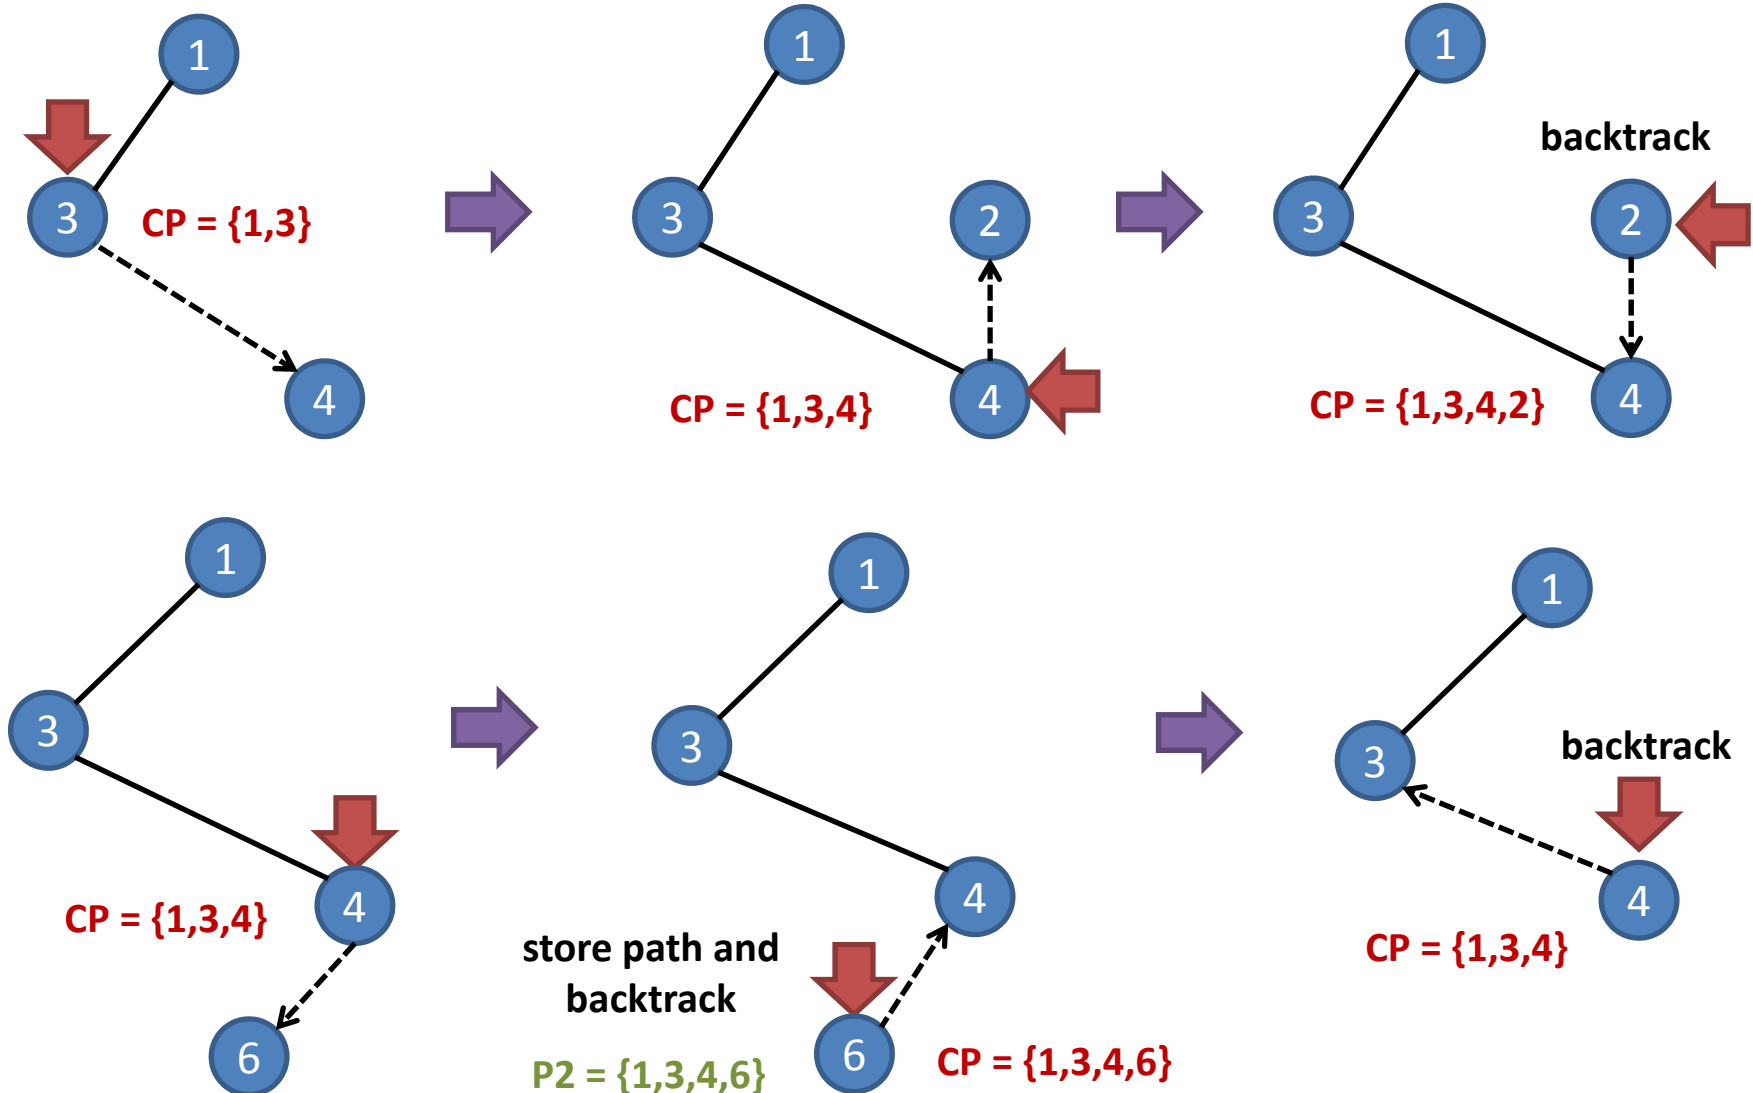 1
3
CP = {1,3}
4
1
3
2
CP = {1,3,4}
4
1
backtrack
3
2
CP = {1,3,4,2}
4
1
3
4
CP = {1,3,4}
6
1
3
4
store path and
backtrack
6
P2 = {1,3,4,6}
CP = {1,3,4,6}
1
3
backtrack
4
CP = {1,3,4}